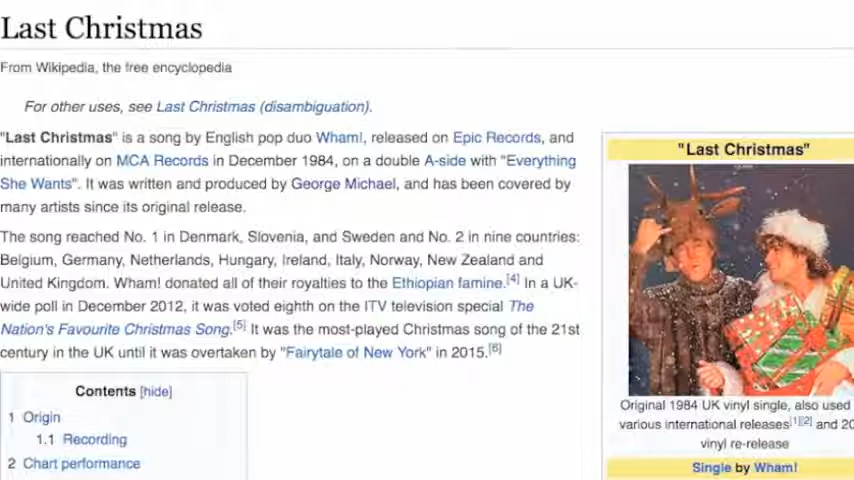 Last Christmas
From Wikipedia, the free encyclopedia
For other uses, see Last Christmas (disambiguation).
"Last Christmas" is a song by English pop duo Wham!, released on Epic Records, and
internationally on MCA Records in December 1984, on a double A-side with "Everything
She Wants". It was written and produced by George Michael, and has been covered by
many artists since its original release.
The song reached No. 1 in Denmark, Slovenia, and Sweden and No. 2 in nine countries:
Belgium, Germany, Netherlands, Hungary, Ireland, Italy, Norway, New Zealand and
United Kingdom. Wham! donated all of their royalties to the Ethiopian famine.[4] In a UK-
wide poll in December 2012, it was voted eighth on the ITV television special The
Nation's Favourite Christmas Song.[5] It was the most-played Christmas song of the 21st
century in the UK until it was overtaken by "Fairytale of New York" in 2015.[6]
Contents [hide]
1 Origin
1.1 Recording
2 Chart performance
"Last Christmas"
Original 1984 UK vinyl single, also used
various international releases[1][2] and 20
vinyl re-release
Single by Wham!